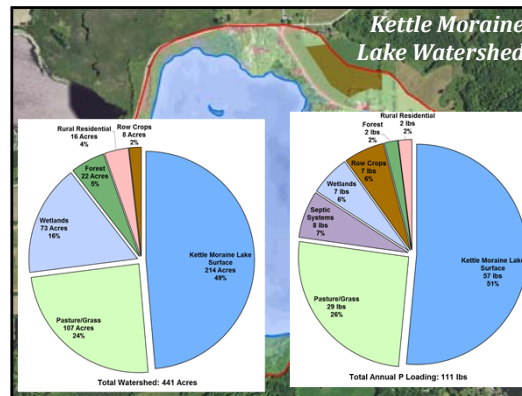 Kettle Moraine
Lake Watershed
Rural Residential
16 Acres
4%
Row Crops
8 Acres
2%
Forest
22 Acres
5%
Wetlands
73 Acres
16%
Pasture/Grass
107 Acres
24%
Kettle Moraine Lake
Surface
214 Acres
49%
Total Watershed: 441 Acres
Rural Residential
2 lbs
2%
Forest
2 lbs
2%
Row Crops
7 lbs
6%
Wetlands
7 lbs
6%
Septic
Systems
8 lbs
7%
Pasture/Grass
29 lbs
26%
Kettle Moraine Lake
Surface
57 lbs
51%
Total Annual P Loading: 111 lbs